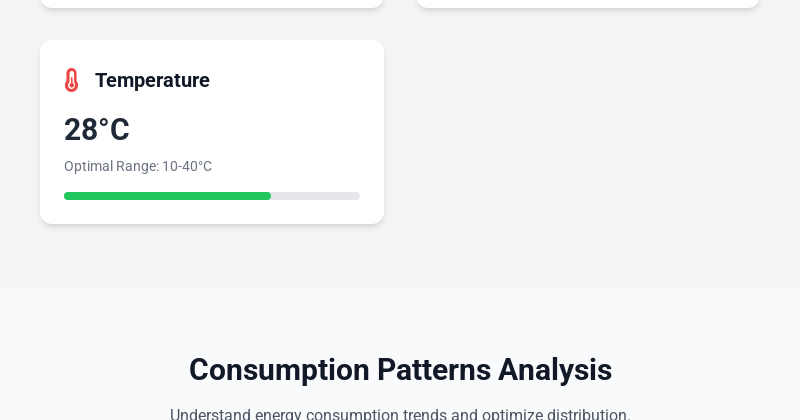 Temperature
28°C
Optimal Range: 10-40°C
Consumption Patterns Analysis
Understand energy consumption trends and optimize distribution.